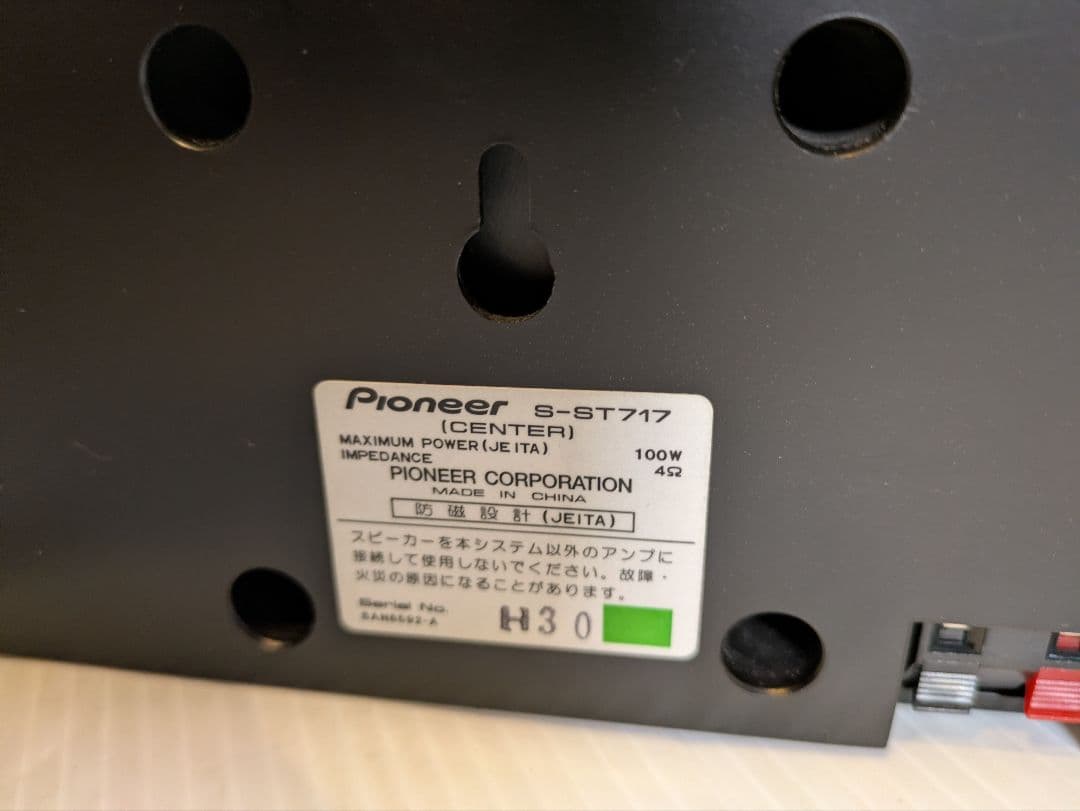 Pioneer S-ST717
(CENTER)
MAXIMUM POWER(JEITA) 100W
IMPEDANCE 4Ω
PIONEER CORPORATION
MADE IN CHINA
防磁設計(JEITA)
スピーカーを本システム以外のアンプに
接続して使用しないでください。故障・
火災の原因になることがあります。
Serial No.
H30